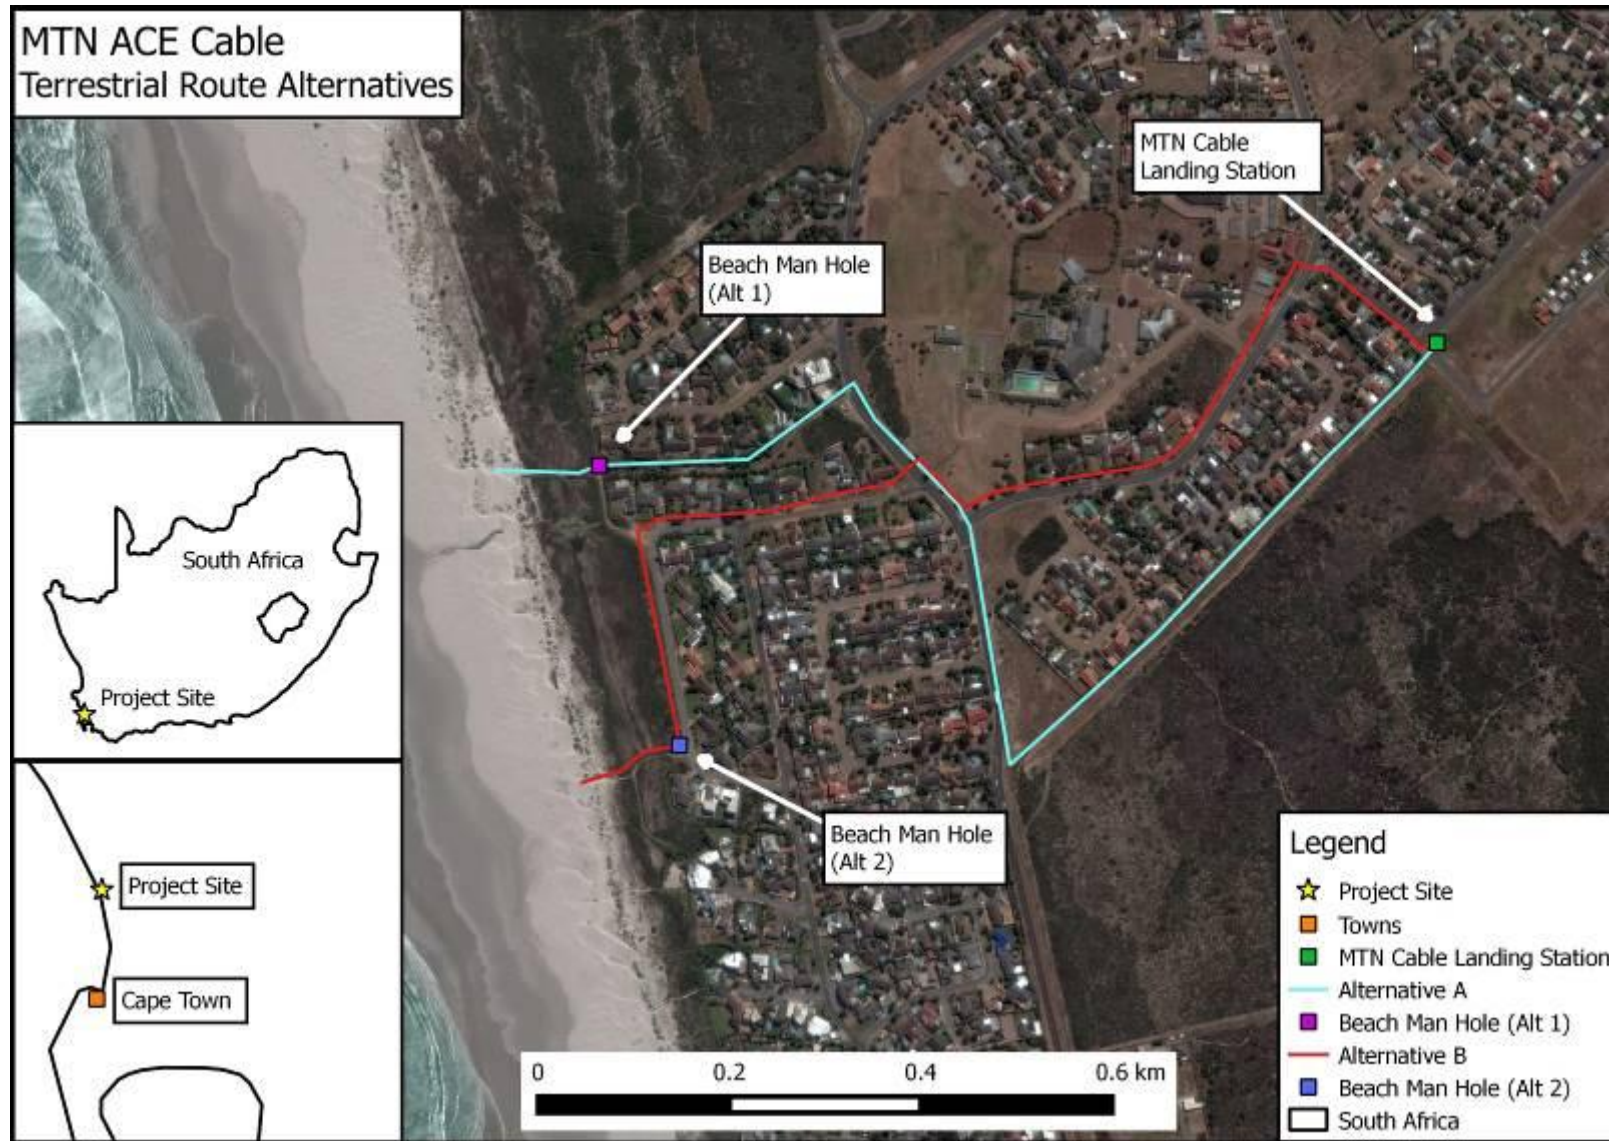 MTN ACE Cable
Terrestrial Route Alternatives
MTN Cable
Landing Station
Beach Man Hole
(Alt 1)
South Africa
Project Site
Beach Man Hole
(Alt 2)
Project Site
Cape Town
0 0.2 0.4 0.6 km
Legend
Project Site
Towns
MTN Cable Landing Station
Alternative A
Beach Man Hole (Alt 1)
Alternative B
Beach Man Hole (Alt 2)
South Africa